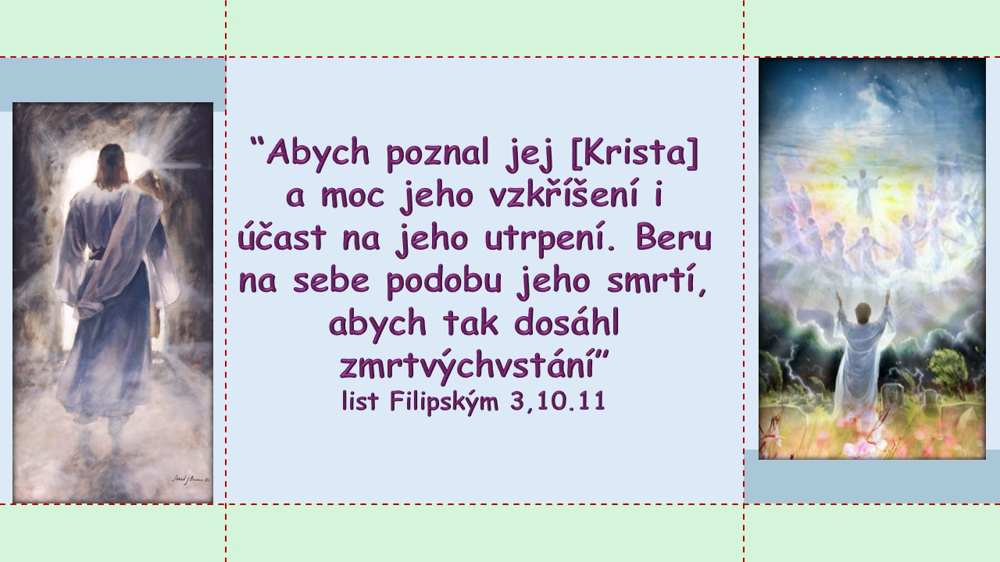 “Abych poznal jej [Krista]
a moc jeho vzkříšení i
účast na jeho utrpení. Beru
na sebe podobu jeho smrtí,
abych tak dosáhl
zmrtvýchvstání”
list Filipským 3,10.11